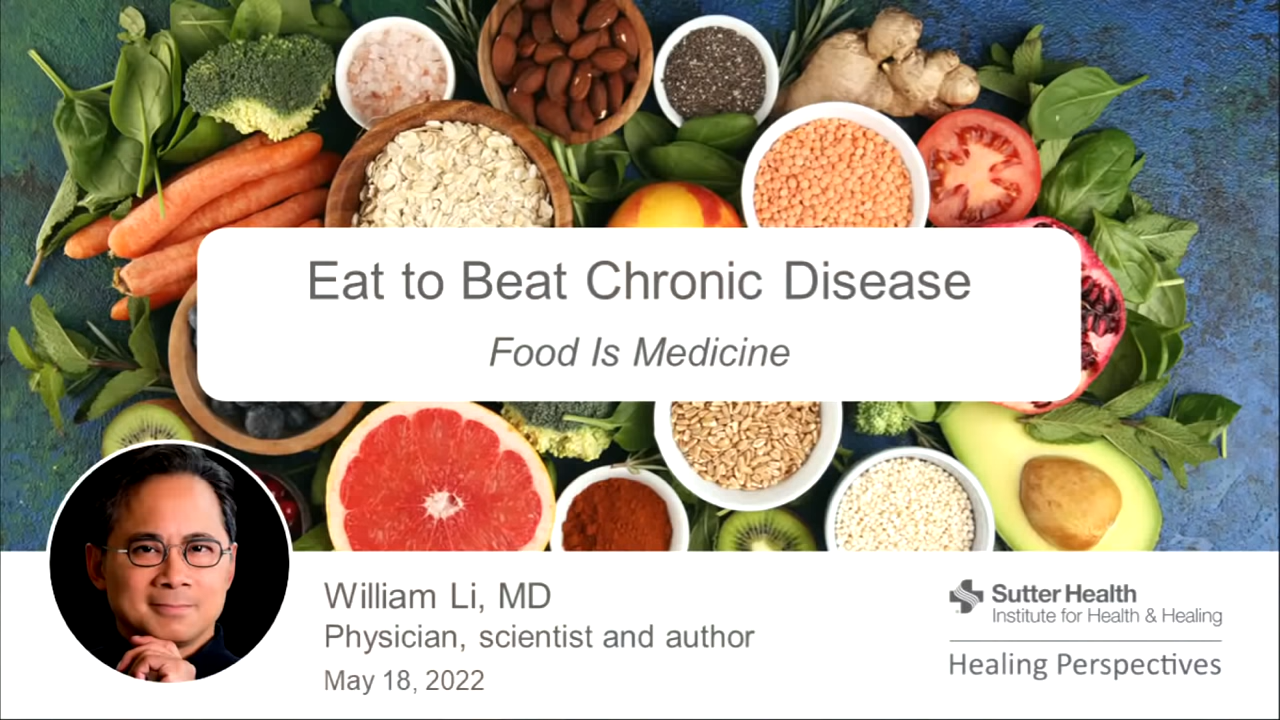 Eat to Beat Chronic Disease
Food Is Medicine
William Li, MD
Physician, scientist and author
May 18, 2022
Sutter Health
Institute for Health & Healing
Healing Perspectives